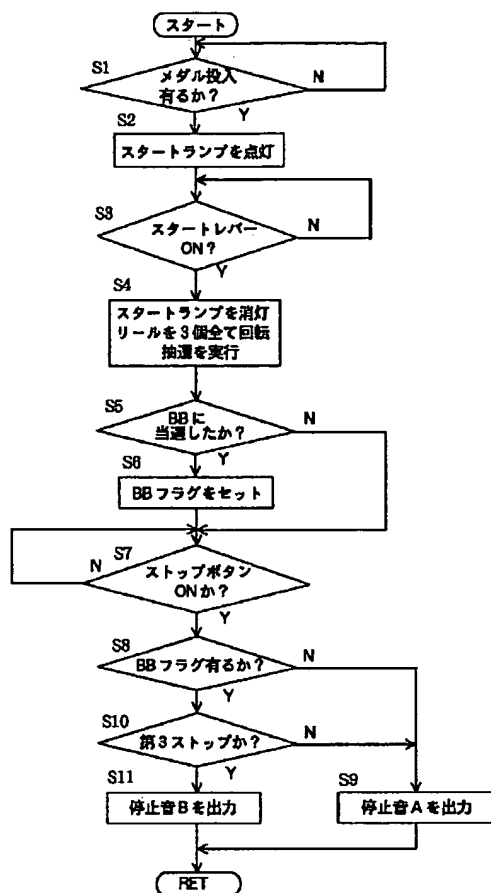 スタート
S1
メダル投入
有るか?
N
Y
S2
スタートランプを点灯
S3
スタートレバー
ON?
N
Y
S4
スタートランプを消灯
リールを3個全て回転
抽選を実行
S5
BBに
当選したか?
N
Y
S6
BBフラグをセット
S7
N
ストップボタン
ONか?
Y
S8
BBフラグ有るか?
N
Y
S10
第3ストップか?
N
Y
S11
停止音Bを出力
S9
停止音Aを出力
RET